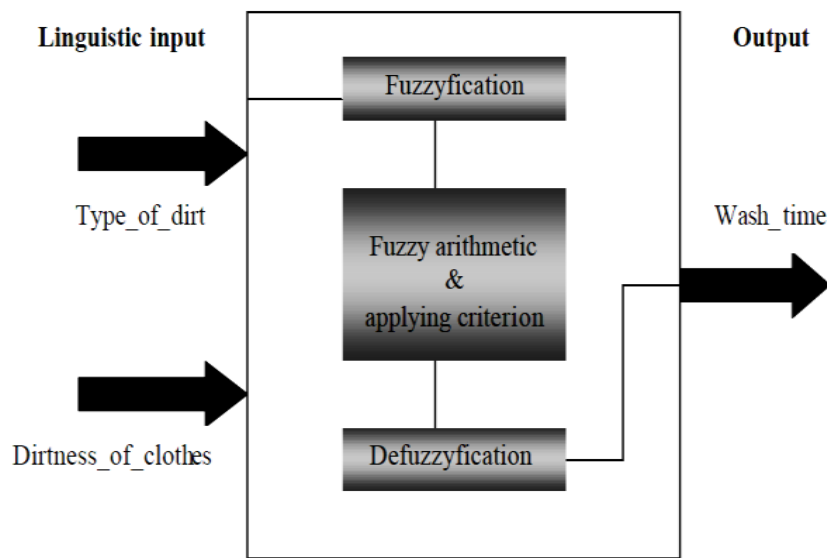 Linguistic input
Output
Fuzzyfication
Type_of_dirt
Wash_time
Fuzzy arithmetic
&
applying criterion
Dirtness_of_clothes
Defuzzyfication